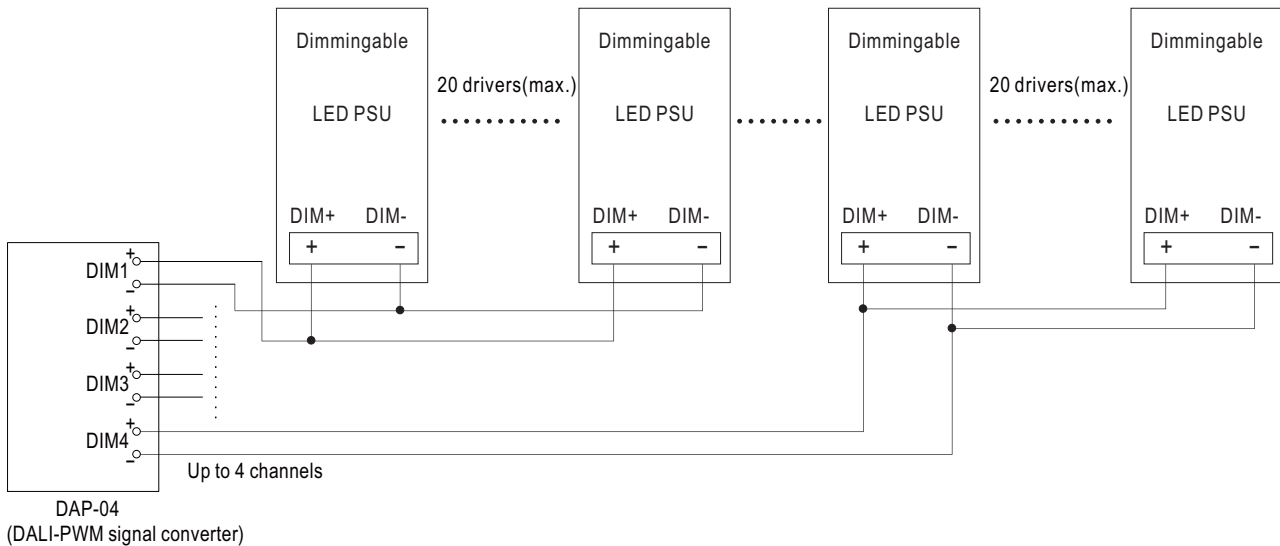 Dimmingable
LED PSU
DIM+ DIM-
+ −
20 drivers(max.)
Dimmingable
LED PSU
DIM+ DIM-
+ −
Dimmingable
LED PSU
DIM+ DIM-
+ −
20 drivers(max.)
Dimmingable
LED PSU
DIM+ DIM-
+ −
+
DIM1
−
+
DIM2
−
+
DIM3
−
+
DIM4
−
Up to 4 channels
DAP-04
(DALI-PWM signal converter)